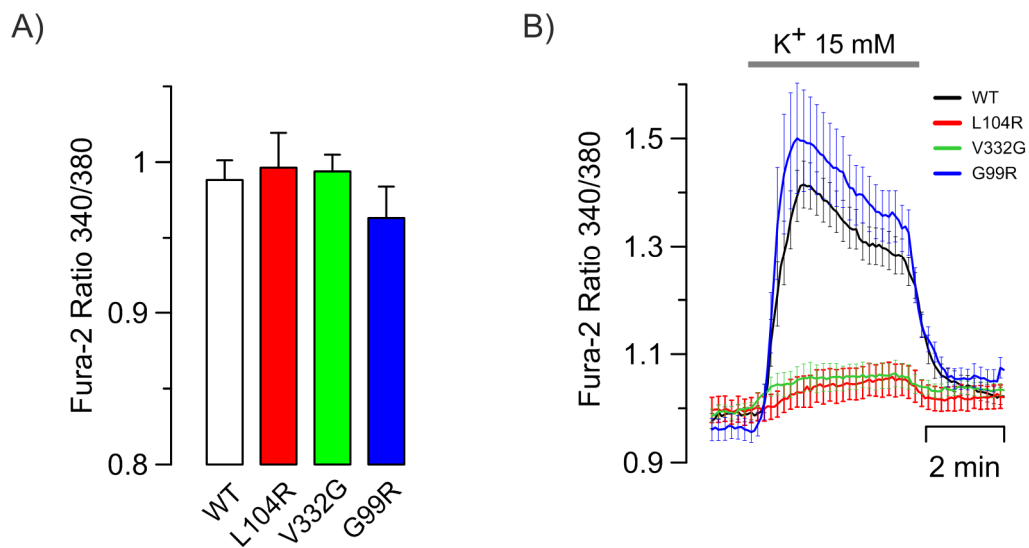 A)
Fura-2 Ratio 340/380
1
0.9
0.8
WT
L104R
V332G
G99R
B)
K+ 15 mM
Fura-2 Ratio 340/380
1.5
1.3
1.1
0.9
WT
L104R
V332G
G99R
2 min